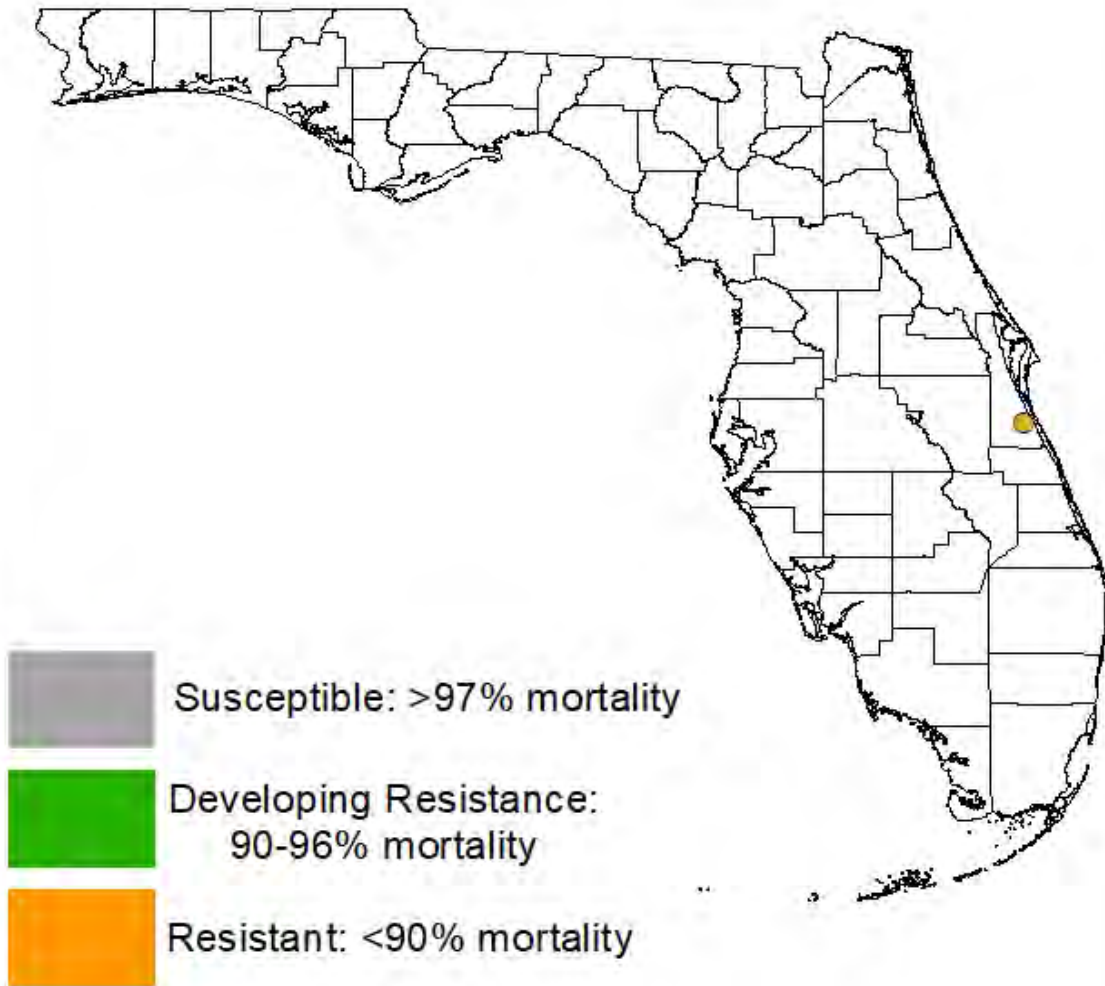 Susceptible: >97% mortality
Developing Resistance:
90-96% mortality
Resistant: <90% mortality